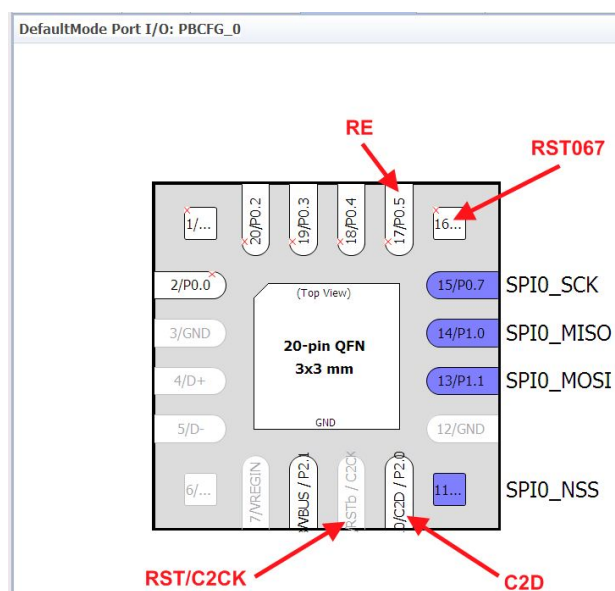 DefaultMode Port I/O: PBCFG_0
RE
RST067
1/...
20/P0.2
19/P0.3
18/P0.4
17/P0.5
16...
2/P0.0
(Top View)
15/P0.7
SPI0_SCK
3/GND
14/P1.0
SPI0_MISO
20-pin QFN
3x3 mm
4/D+
13/P1.1
SPI0_MOSI
GND
5/D-
12/GND
6/...
7/VREGIN
VBUS / P2.1
RSTb / C2CK
0/C2D / P2.0
11...
SPI0_NSS
RST/C2CK
C2D